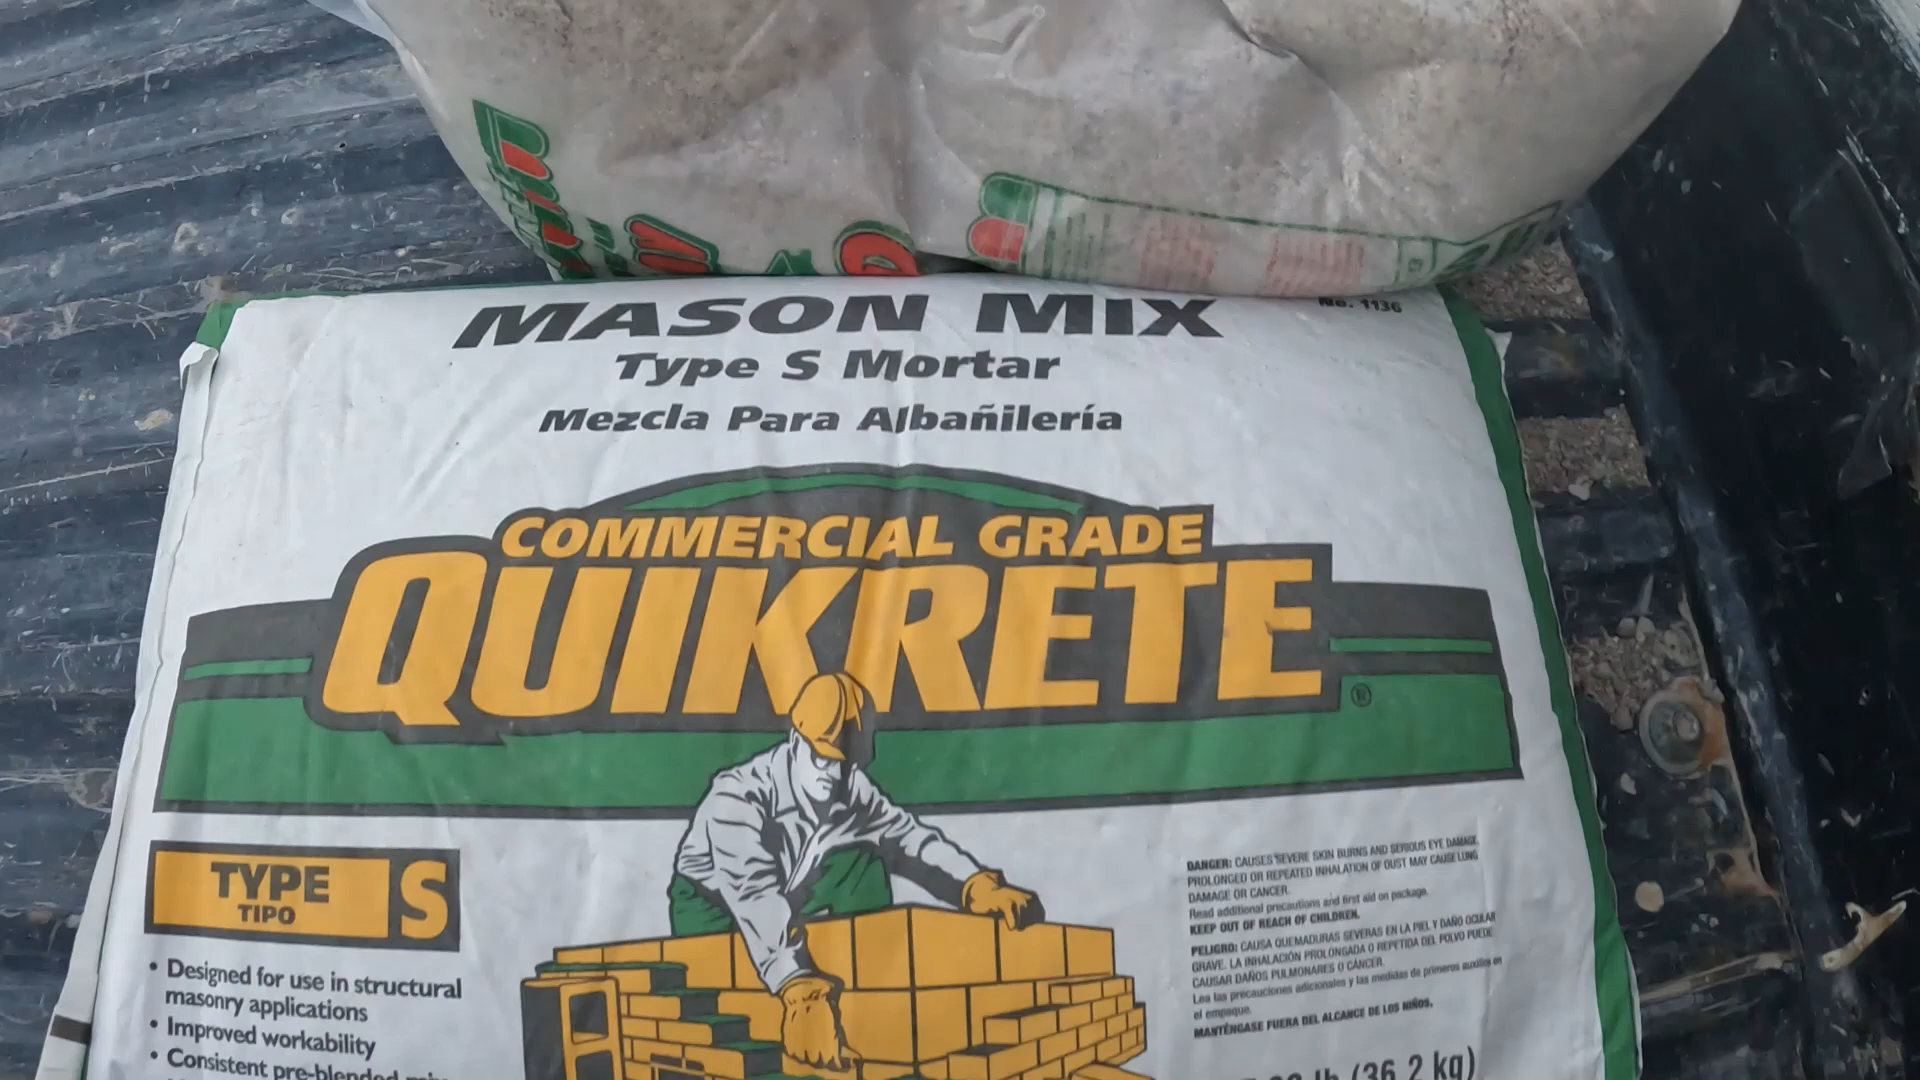 MASON MIX
No. 1136
Type S Mortar
Mezcla Para Albañilería
COMMERCIAL GRADE
QUIKRETE
®
TYPE
TIPO
S
• Designed for use in structural
masonry applications
• Improved workability
• Consistent pre-blended
DANGER: CAUSES SEVERE SKIN BURNS AND SERIOUS EYE DAMAGE.
PROLONGED OR REPEATED INHALATION OF DUST MAY CAUSE LUNG
DAMAGE OR CANCER.
Read additional precautions and first aid on package.
KEEP OUT OF REACH OF CHILDREN.
PELIGRO: CAUSA QUEMADURAS SEVERAS EN LA PIEL Y DAÑO OCULAR
GRAVE. LA INHALACIÓN PROLONGADA O REPETIDA DEL POLVO PUEDE
CAUSAR DAÑOS PULMONARES O CÁNCER.
Lea las precauciones adicionales y las medidas de primeros auxilios en
el empaque.
MANTÉNGASE FUERA DEL ALCANCE DE LOS NIÑOS.
lb (36.2 kg)